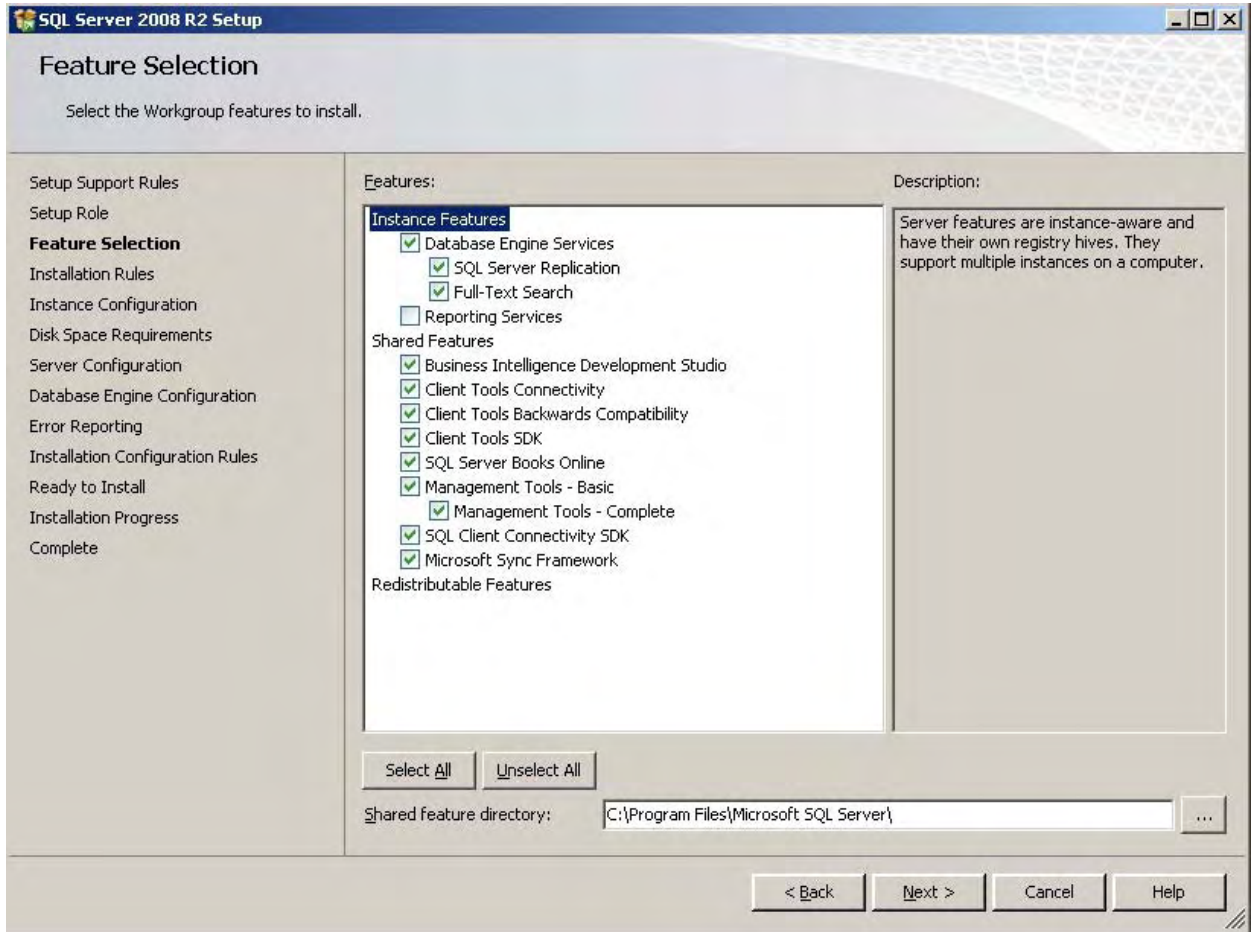 SQL Server 2008 R2 Setup
Feature Selection
Select the Workgroup features to install.
Setup Support Rules
Setup Role
Feature Selection
Installation Rules
Instance Configuration
Disk Space Requirements
Server Configuration
Database Engine Configuration
Error Reporting
Installation Configuration Rules
Ready to Install
Installation Progress
Complete
Features:
Instance Features
Database Engine Services
SQL Server Replication
Full-Text Search
Reporting Services
Shared Features
Business Intelligence Development Studio
Client Tools Connectivity
Client Tools Backwards Compatibility
Client Tools SDK
SQL Server Books Online
Management Tools - Basic
Management Tools - Complete
SQL Client Connectivity SDK
Microsoft Sync Framework
Redistributable Features
Description:
Server features are instance-aware and
have their own registry hives. They
support multiple instances on a computer.
Select All
Unselect All
Shared feature directory:
C:\Program Files\Microsoft SQL Server\
...
< Back
Next >
Cancel
Help